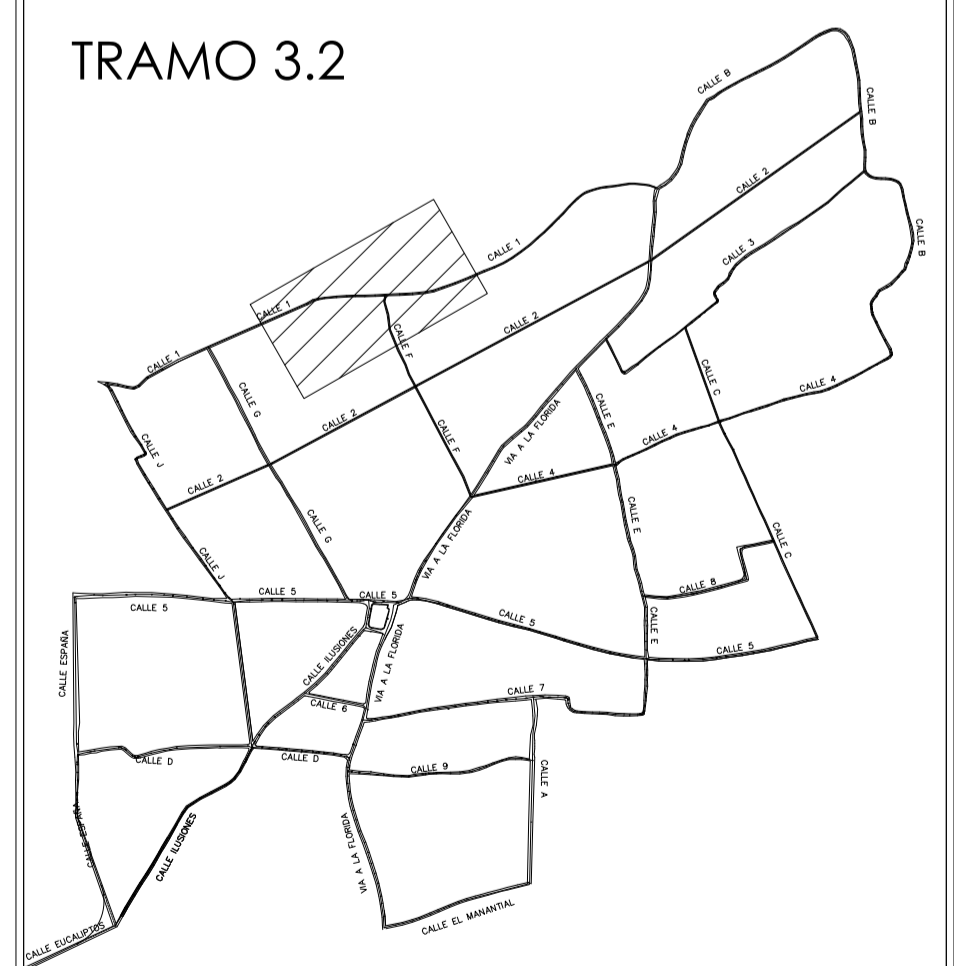 TRAMO 3.2
CALLE B
CALLE B
CALLE 2
CALLE B
CALLE 3
CALLE 1
CALLE 1
CALLE 2
CALLE F
CALLE 1
CALLE C
CALLE 4
CALLE G
CALLE E
CALLE 2
VIA A LA FLORIDA
CALLE F
CALLE 4
CALLE J
CALLE 4
CALLE 2
CALLE E
CALLE G
VIA A LA FLORIDA
CALLE C
CALLE J
CALLE 8
CALLE 5
CALLE 5
CALLE 5
CALLE 5
CALLE E
CALLE ESPAÑA
CALLE ILUSIONES
VIA A LA FLORIDA
CALLE 5
CALLE 7
CALLE 6
CALLE D
CALLE D
CALLE 9
CALLE A
CALLE ESPAÑA
CALLE ILUSIONES
VIA A LA FLORIDA
CALLE EL MANANTIAL
CALLE EUCALIPTOS